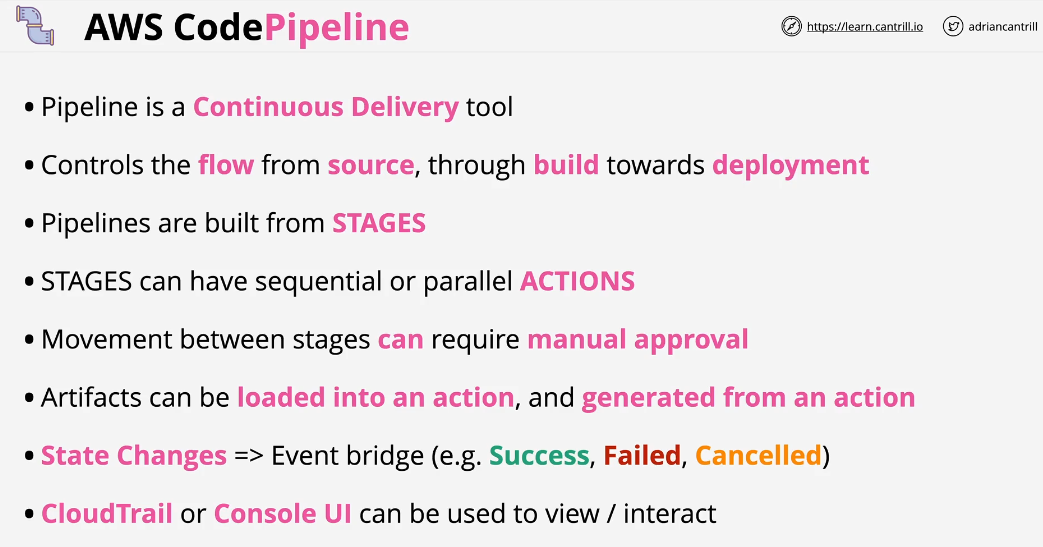 AWS CodePipeline
https://learn.cantrill.io
adriancantrill
• Pipeline is a Continuous Delivery tool
• Controls the flow from source, through build towards deployment
• Pipelines are built from STAGES
• STAGES can have sequential or parallel ACTIONS
• Movement between stages can require manual approval
• Artifacts can be loaded into an action, and generated from an action
• State Changes => Event bridge (e.g. Success, Failed, Cancelled)
• CloudTrail or Console UI can be used to view / interact